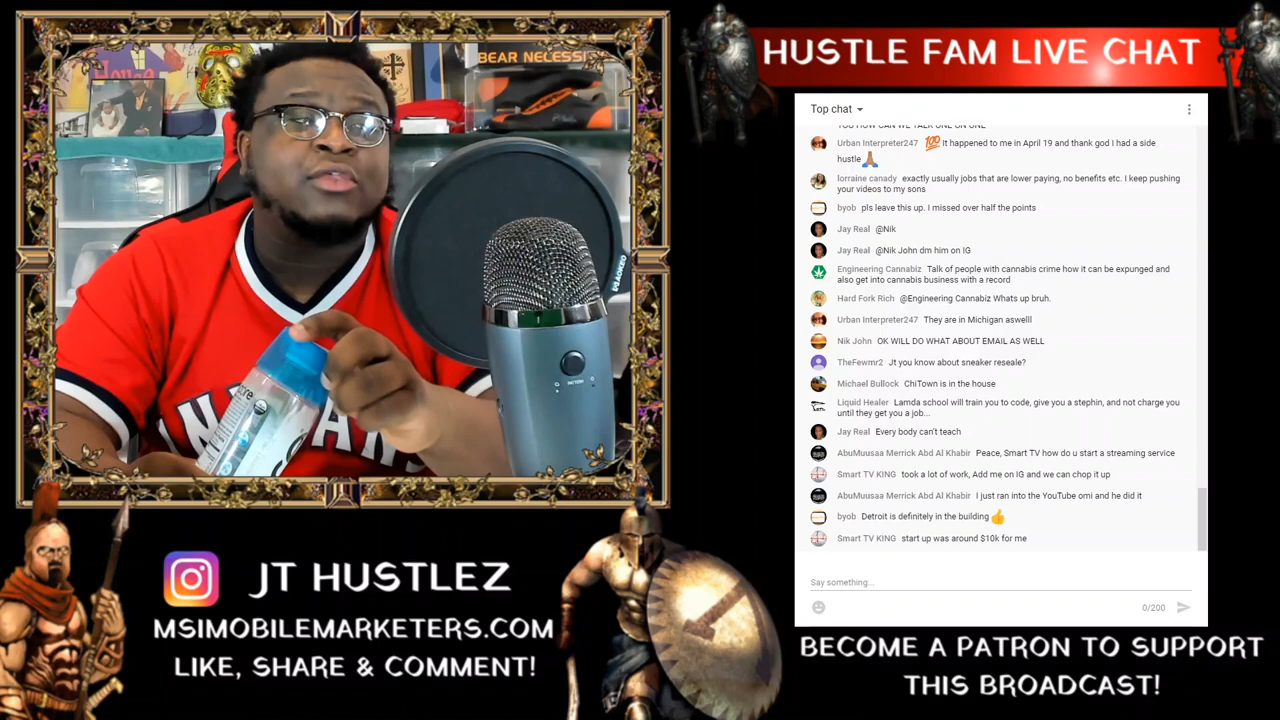 House
BEAR NECESSI
HUSTLE FAM LIVE CHAT
Top chat
YOU HOW CAN WE TALK ONE ON ONE
Urban Interpreter247 💯 It happened to me in April 19 and thank god I had a side
hustle🙏🏽
lorraine canady exactly usually jobs that are lower paying, no benefits etc. I keep pushing
your videos to my sons
byob pls leave this up. I missed over half the points
Jay Real @Nik
Jay Real @Nik John dm him on IG
Engineering Cannabiz Talk of people with cannabis crime how it can be expunged and
also get into cannabis business with a record
Hard Fork Rich @Engineering Cannabiz Whats up bruh.
Urban Interpreter247 They are in Michigan aswelll
Nik John OK WILL DO WHAT ABOUT EMAIL AS WELL
TheFewmr2 Jt you know about sneaker reseale?
Michael Bullock ChiTown is in the house
Liquid Healer Lamda school will train you to code, give you a stephin, and not charge you
until they get you a job...
Jay Real Every body can't teach
AbuMuusaa Merrick Abd Al Khabir Peace, Smart TV how do u start a streaming service
Smart TV KING took a lot of work, Add me on IG and we can chop it up
AbuMuusaa Merrick Abd Al Khabir I just ran into the YouTube omi and he did it
byob Detroit is definitely in the building 👍
Smart TV KING start up was around $10k for me
Say something...
0/200
PATTERN
JT HUSTLEZ
MSIMOBILEMARKETERS.COM
LIKE, SHARE & COMMENT!
BECOME A PATRON TO SUPPORT
THIS BROADCAST!